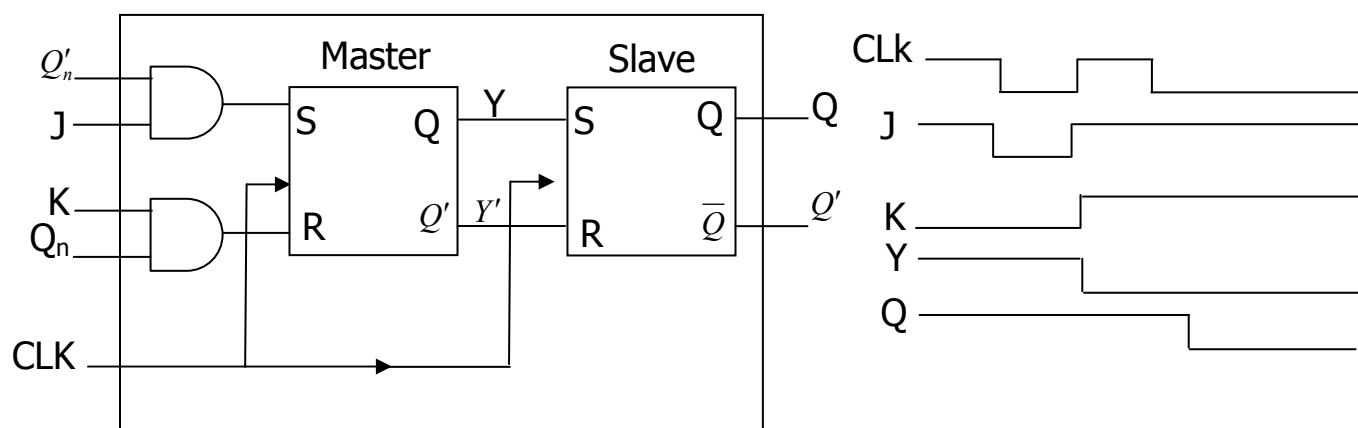 Master
Slave
Q′n
J
S
Q
Y
S
Q
Q
K
Qn
R
Q′
Y′
R
Q̅
Q′
CLK
CLk
J
K
Y
Q